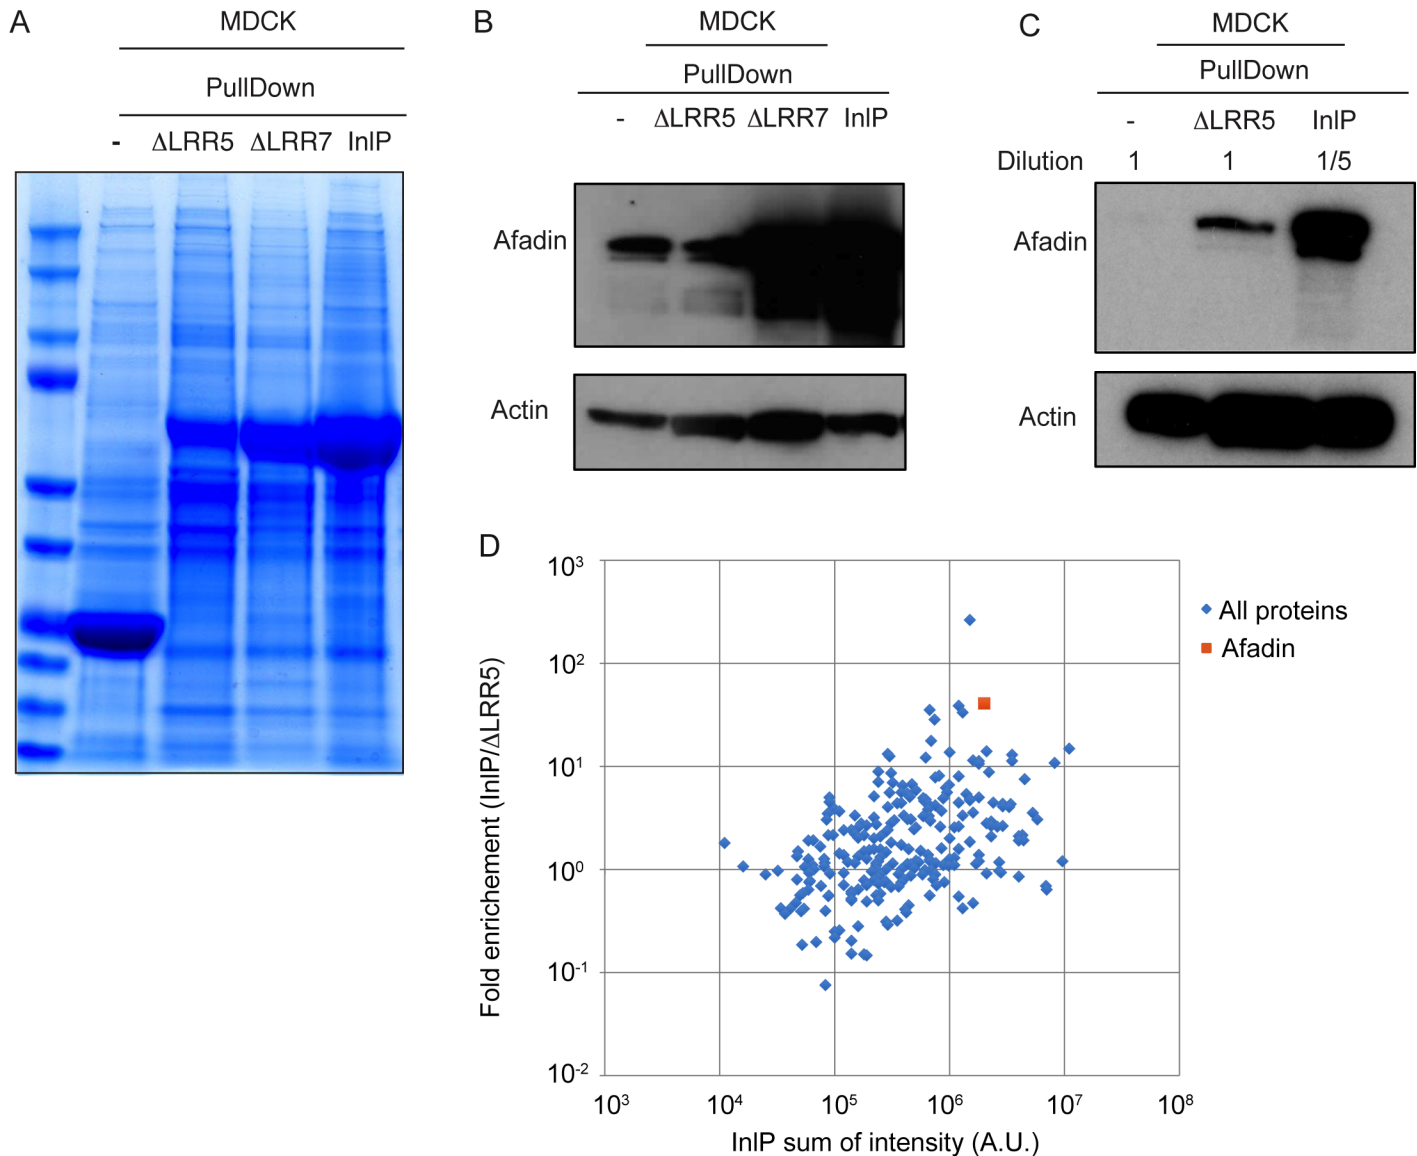 A
MDCK
PullDown
- ΔLRR5 ΔLRR7 InlP
B
MDCK
PullDown
- ΔLRR5 ΔLRR7 InlP
Afadin
Actin
C
MDCK
PullDown
- ΔLRR5 InlP
Dilution 1 1 1/5
Afadin
Actin
D
10³
10²
10¹
10⁰
10⁻¹
10⁻²
Fold enrichement (InlP/ΔLRR5)
10³ 10⁴ 10⁵ 10⁶ 10⁷ 10⁸
InlP sum of intensity (A.U.)
All proteins
Afadin